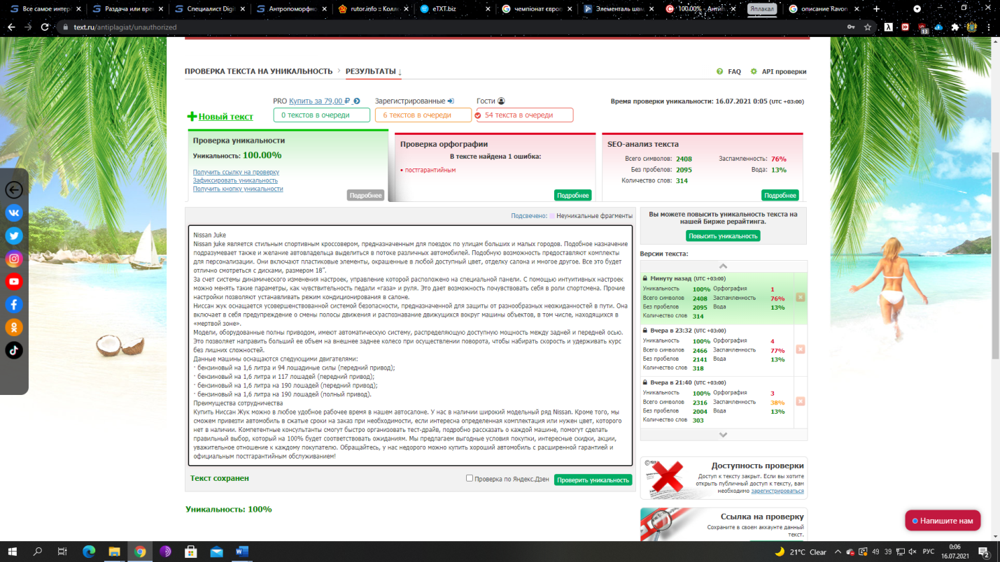 Все самое интер
Раздача или вре
Специалист Digi
Антропоморфно
rutor.info :: Колле
eTXT.biz
чемпіонат європ
Элементаль шам
100.00% - Антип
Яплакал
описание Ravon
text.ru/antiplagiat/unauthorized
13
ПРОВЕРКА ТЕКСТА НА УНИКАЛЬНОСТЬ > РЕЗУЛЬТАТЫ ↓
FAQ
API проверки
Новый текст
PRO Купить за 79,00 ₽
0 текстов в очереди
Зарегистрированные
6 текстов в очереди
Гости
54 текста в очереди
Время проверки уникальности: 16.07.2021 0:05 (UTC +03:00)
Проверка уникальности
Уникальность: 100.00%
Получить ссылку на проверку
Зафиксировать уникальность
Получить кнопку уникальности
Подробнее
Проверка орфографии
В тексте найдена 1 ошибка:
• постгарантийным
Подробнее
SEO-анализ текста
Всего символов: 2408 Заспамленность: 76%
Без пробелов: 2095 Вода: 13%
Количество слов: 314
Подробнее
Подсвечено: Неуникальные фрагменты
Nissan Juke
Nissan juke является стильным спортивным кроссовером, предназначенным для поездок по улицам больших и малых городов. Подобное назначение
подразумевает также и желание автовладельца выделиться в потоке различных автомобилей. Подобную возможность предоставляют комплекты
для персонализации. Они включают пластиковые элементы, окрашенные в любой доступный цвет, отделку салона и многое другое. Все это будет
отлично смотреться с дисками, размером 18”.
За счет системы динамического изменения настроек, управление которой расположено на специальной панели. С помощью интуитивных настроек
можно менять такие параметры, как чувствительность педали «газа» и руля. Это дает возможность почувствовать себя в роли спортсмена. Прочие
настройки позволяют устанавливать режим кондиционирования в салоне.
Ниссан жук оснащается усовершенствованной системой безопасности, предназначенной для защиты от разнообразных неожиданностей в пути. Она
включает в себя предупреждение о смены полосы движения и распознавание движущихся вокруг машины объектов, в том числе, находящихся в
«мертвой зоне».
Модели, оборудованные полны приводом, имеют автоматическую систему, распределяющую доступную мощность между задней и передней осью.
Это позволяет направить больший ее объем на внешнее заднее колесо при осуществлении поворота, чтобы набирать скорость и удерживать курс
без лишних сложностей.
Данные машины оснащаются следующими двигателями:
· бензиновый на 1,6 литра и 94 лошадиные силы (передний привод);
· бензиновый на 1,6 литра и 117 лошадей (передний привод);
· бензиновый на 1,6 литра на 190 лошадей (передний привод);
· бензиновый на 1,6 литра на 190 лошадей (полный привод).
Преимущества сотрудничества
Купить Ниссан Жук можно в любое удобное рабочее время в нашем автосалоне. У нас в наличии широкий модельный ряд Nissan. Кроме того, мы
сможем привезти автомобиль в сжатые сроки на заказ при необходимости, если интересна определенная комплектация или нужен цвет, которого
нет в наличии. Компетентные консультанты смогут быстро организовать тест-драйв, подробно рассказать о каждой машине, помогут сделать
правильный выбор, который на 100% будет соответствовать ожиданиям. Мы предлагаем выгодные условия покупки, интересные скидки, акции,
уважительное отношение к каждому покупателю. Обращайтесь, у нас недорого можно купить хороший автомобиль с расширенной гарантией и
официальным постгарантийным обслуживанием!
Текст сохранен
Проверка по Яндекс.Дзен
Проверить уникальность
Уникальность: 100%
Вы можете повысить уникальность текста на
нашей Бирже рерайтинга.
Повысить уникальность
Версии текста:
Минуту назад (UTC +03:00)
Уникальность 100% Орфография 1
Всего символов 2408 Заспамленность 76%
Без пробелов 2095 Вода 13%
Количество слов 314
Вчера в 23:32 (UTC +03:00)
Уникальность 100% Орфография 4
Всего символов 2466 Заспамленность 77%
Без пробелов 2141 Вода 13%
Количество слов 318
Вчера в 21:40 (UTC +03:00)
Уникальность 100% Орфография 3
Всего символов 2316 Заспамленность 38%
Без пробелов 2004 Вода 13%
Количество слов 303
Доступность проверки
Доступ к тексту закрыт. Если вы хотите
открыть публичный доступ к тексту, вам
необходимо зарегистрироваться
Ссылка на проверку
Сохраните в своем аккаунте данный
текст.
Напишите нам
21°C Clear
49 39
РУС
0:06
16.07.2021
2